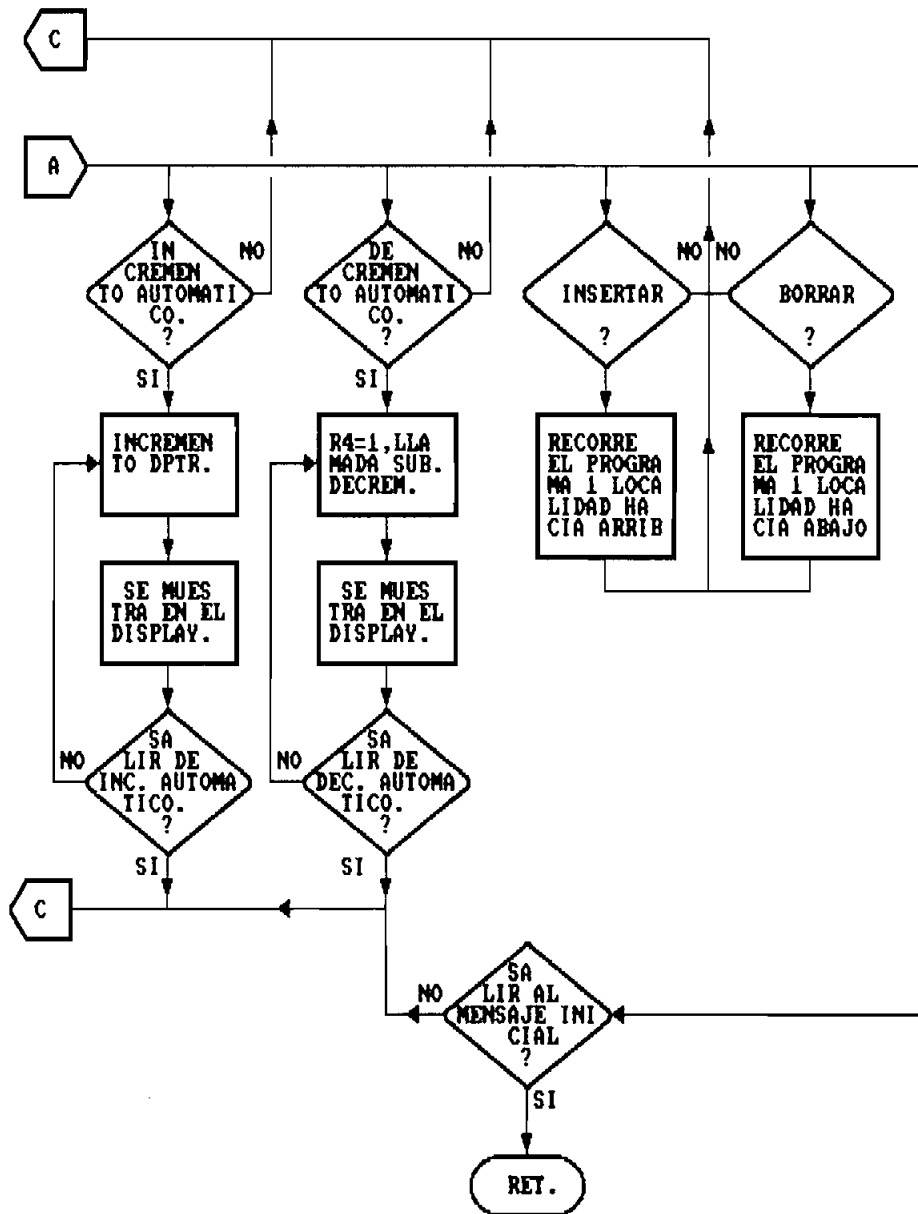 C
A
IN
CREMEN
TO AUTOMATI
CO.
?
NO
SI
DE
CREMEN
TO AUTOMATI
CO.
?
NO
SI
INSERTAR
?
NO
NO
BORRAR
?
INCREMEN
TO DPTR.
R4=1,LLA
MADA SUB.
DECREM.
RECORRE
EL PROGRA
MA 1 LOCA
LIDAD HA
CIA ARRIB
RECORRE
EL PROGRA
MA 1 LOCA
LIDAD HA
CIA ABAJO
SE MUES
TRA EN EL
DISPLAY.
SE MUES
TRA EN EL
DISPLAY.
NO
SA
LIR DE
INC. AUTOMA
TICO.
?
SI
NO
SA
LIR DE
DEC. AUTOMA
TICO.
?
SI
C
NO
SA
LIR AL
MENSAJE INI
CIAL
?
SI
RET.